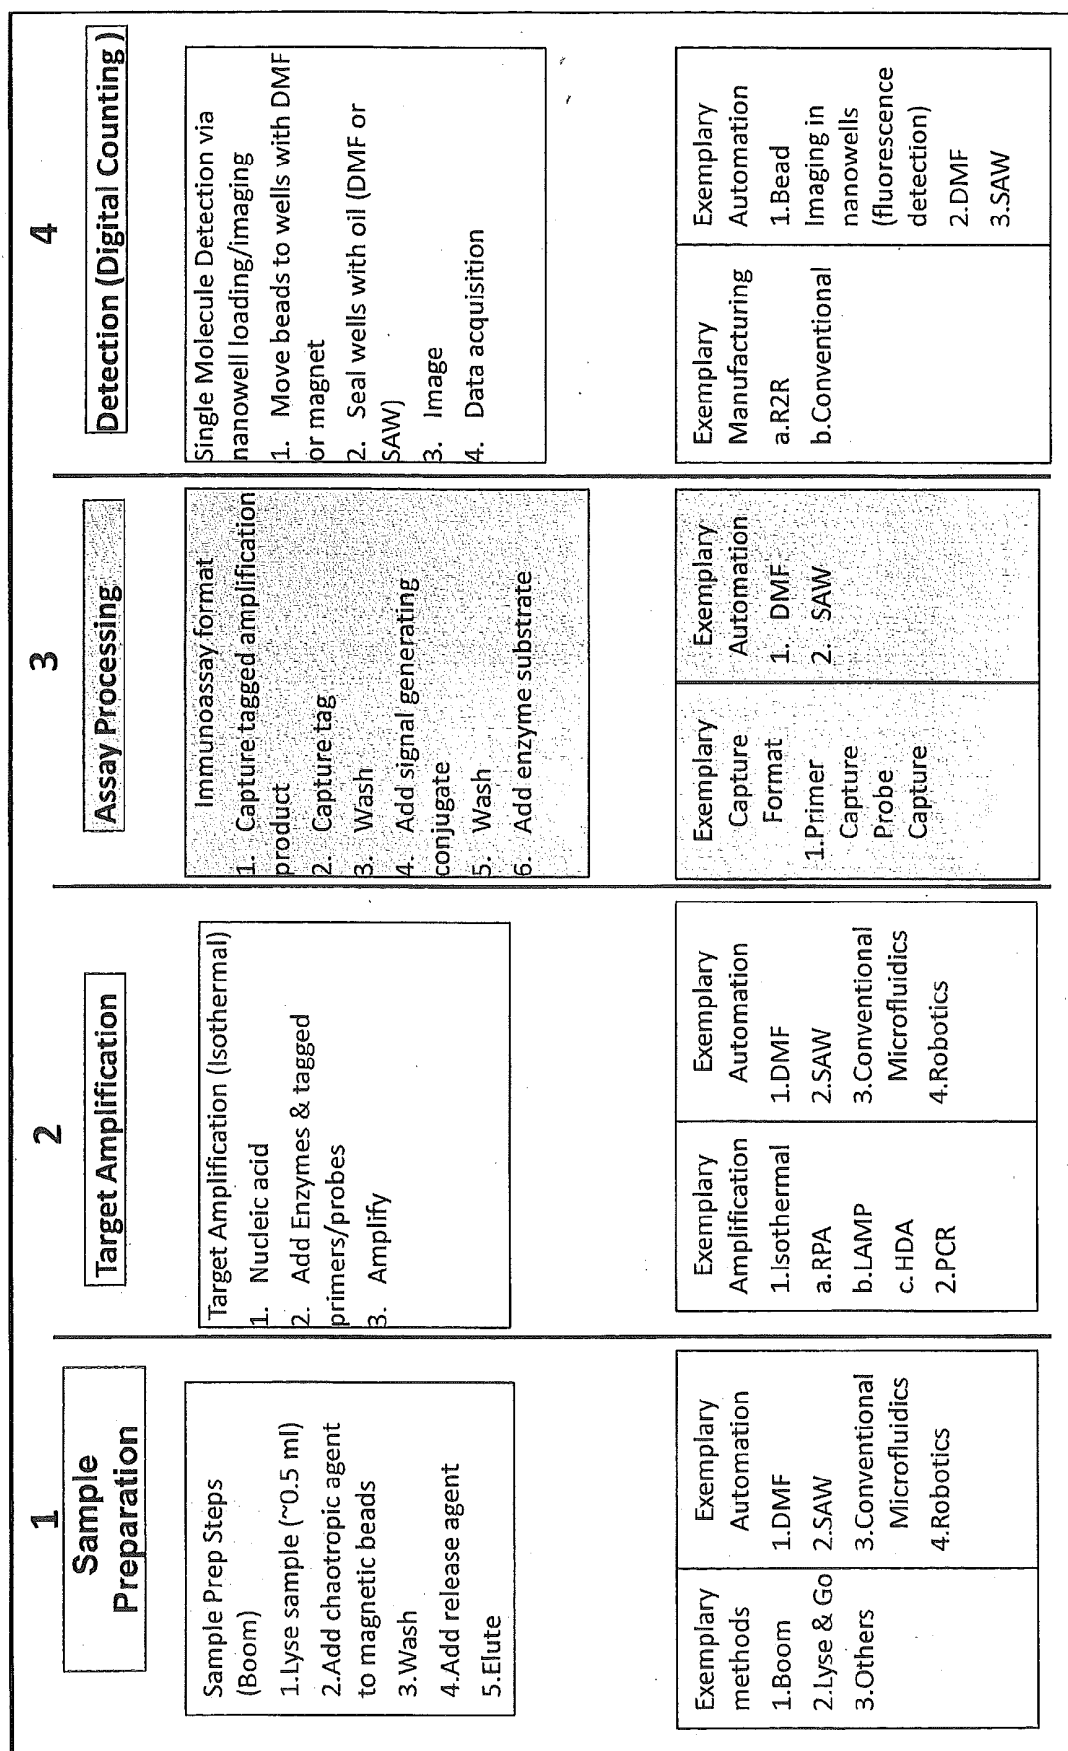 1
Sample
Preparation
Sample Prep Steps
(Boom)
1.Lyse sample (~0.5 ml)
2.Add chaotropic agent
to magnetic beads
3.Wash
4.Add release agent
5.Elute
Exemplary
methods
1.Boom
2.Lyse & Go
3.Others
Exemplary
Automation
1.DMF
2.SAW
3.Conventional
Microfluidics
4.Robotics
2
Target Amplification
Target Amplification (Isothermal)
1. Nucleic acid
2. Add Enzymes & tagged
primers/probes
3. Amplify
Exemplary
Amplification
1.Isothermal
a.RPA
b.LAMP
c.HDA
2.PCR
Exemplary
Automation
1.DMF
2.SAW
3.Conventional
Microfluidics
4.Robotics
3
Assay Processing
Immunoassay format
1. Capture tagged amplification
product
2. Capture tag
3. Wash
4. Add signal generating
conjugate
5. Wash
6. Add enzyme substrate
Exemplary
Capture
Format
1.Primer
Capture
Probe
Capture
Exemplary
Automation
1. DMF
2. SAW
4
Detection (Digital Counting )
Single Molecule Detection via
nanowell loading/imaging
1. Move beads to wells with DMF
or magnet
2. Seal wells with oil (DMF or
SAW)
3. Image
4. Data acquisition
Exemplary
Manufacturing
a.R2R
b.Conventional
Exemplary
Automation
1.Bead
Imaging in
nanowells
(fluorescence
detection)
2.DMF
3.SAW